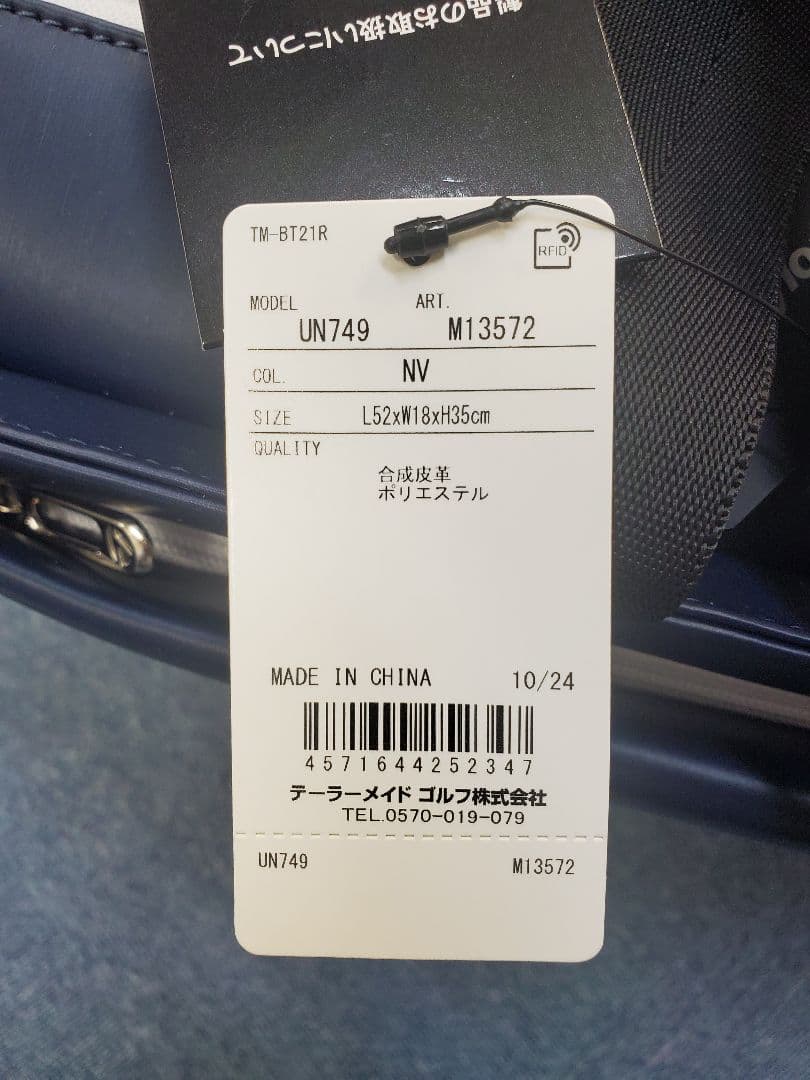 製品のお取扱いについて
TM-BT21R
RFID
MODEL ART.
UN749 M13572
COL. NV
SIZE L52xW18xH35cm
QUALITY
合成皮革
ポリエステル
MADE IN CHINA 10/24
4571644252347
テーラーメイド ゴルフ株式会社
TEL.0570-019-079
UN749 M13572